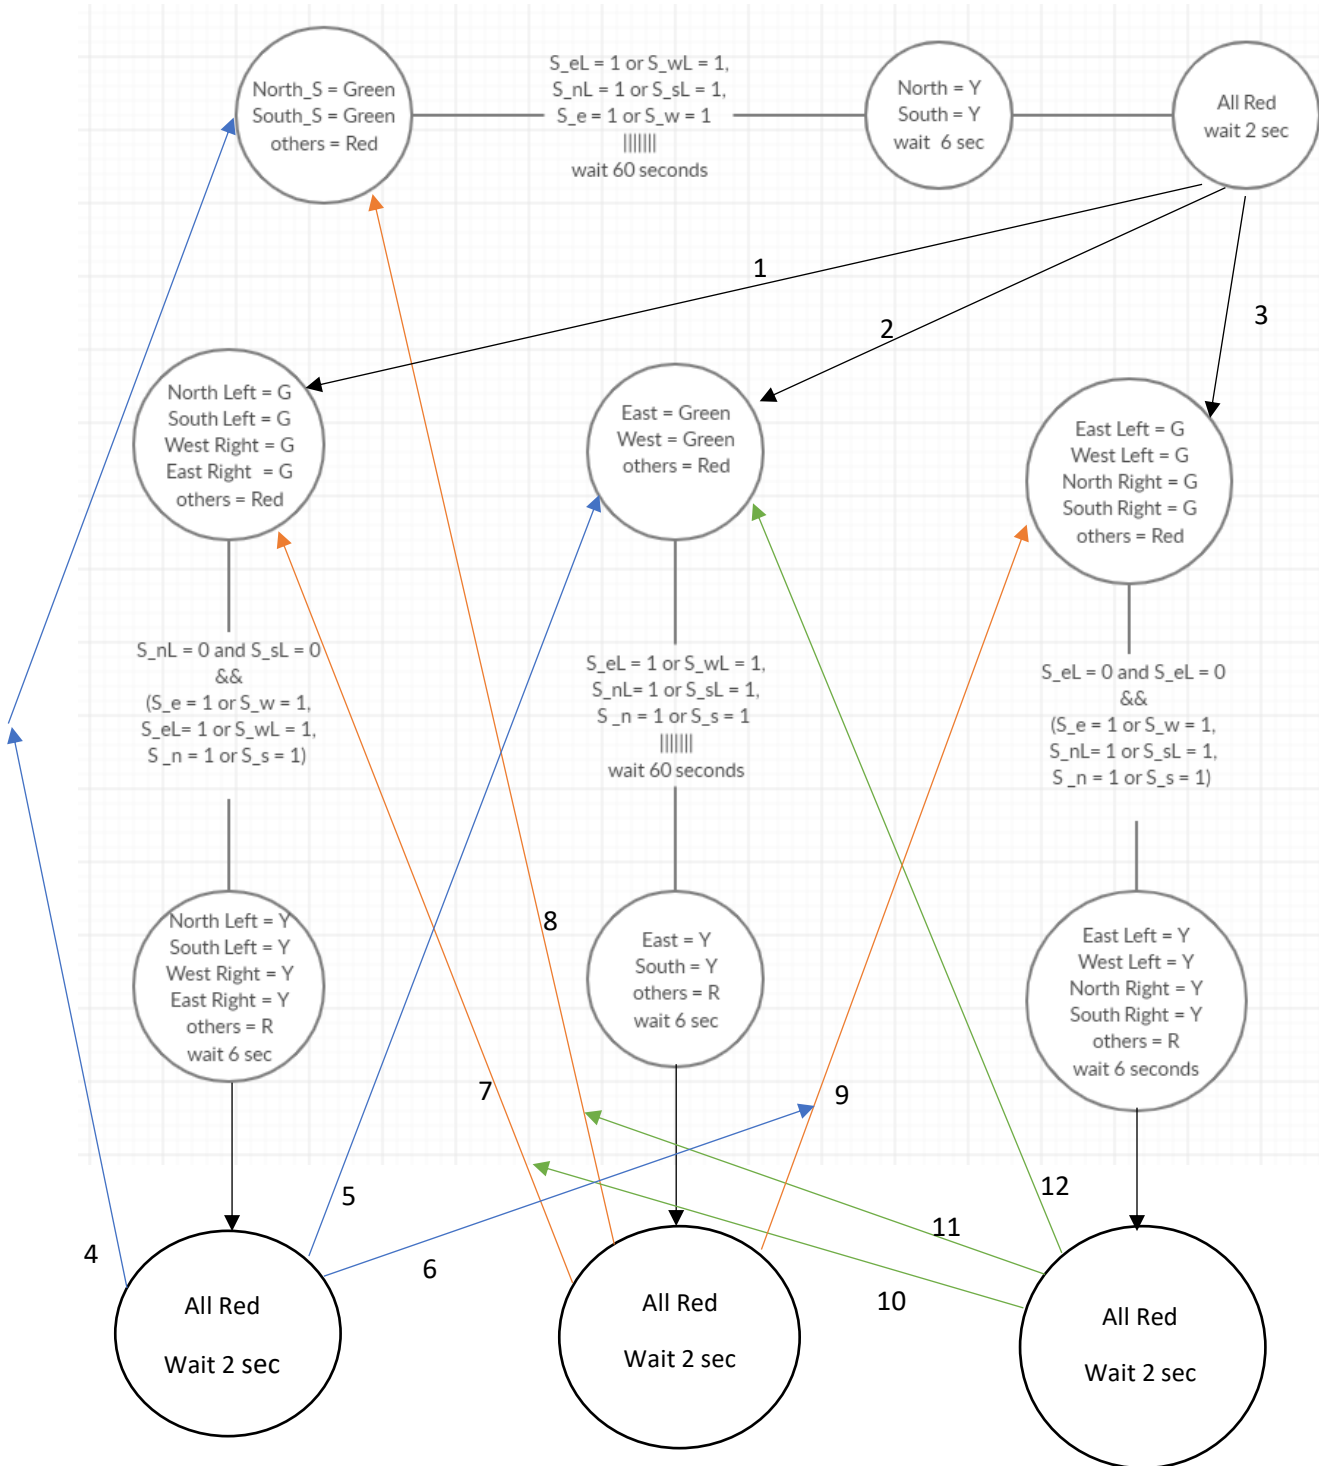 North_S = Green
South_S = Green
others = Red
S_eL = 1 or S_wL = 1,
S_nL = 1 or S_sL = 1,
S_e = 1 or S_w = 1
|||||||
wait 60 seconds
North = Y
South = Y
wait 6 sec
All Red
wait 2 sec
1
2
3
North Left = G
South Left = G
West Right = G
East Right = G
others = Red
East = Green
West = Green
others = Red
East Left = G
West Left = G
North Right = G
South Right = G
others = Red
S_nL = 0 and S_sL = 0
&&
(S_e = 1 or S_w = 1,
S_eL= 1 or S_wL = 1,
S_n = 1 or S_s = 1)
S_eL = 1 or S_wL = 1,
S_nL= 1 or S_sL = 1,
S_n = 1 or S_s = 1
|||||||
wait 60 seconds
S_eL = 0 and S_eL = 0
&&
(S_e = 1 or S_w = 1,
S_nL= 1 or S_sL = 1,
S_n = 1 or S_s = 1)
North Left = Y
South Left = Y
West Right = Y
East Right = Y
others = R
wait 6 sec
8
East = Y
South = Y
others = R
wait 6 sec
East Left = Y
West Left = Y
North Right = Y
South Right = Y
others = R
wait 6 seconds
7
9
5
12
4
6
11
10
All Red
Wait 2 sec
All Red
Wait 2 sec
All Red
Wait 2 sec